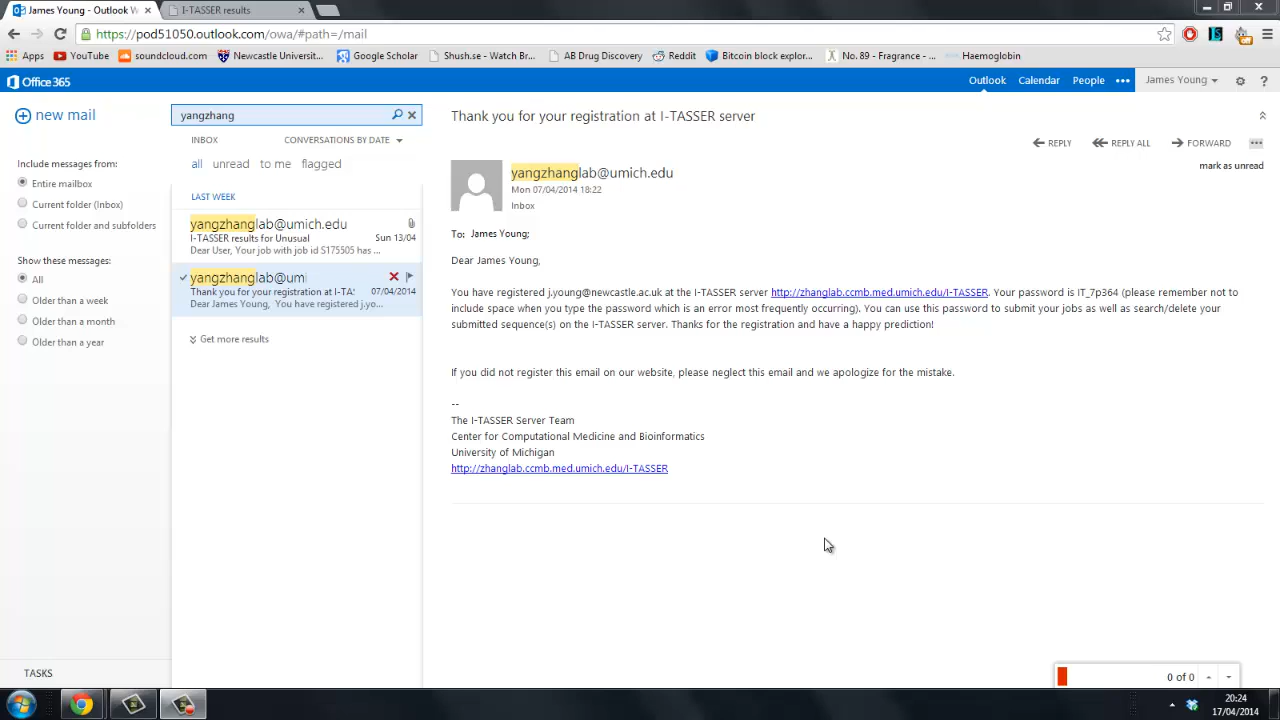 James Young - Outlook W
I-TASSER results
https://pod51050.outlook.com/owa/#path=/mail
Apps
YouTube
soundcloud.com
Newcastle Universit...
Google Scholar
Shush.se - Watch Br...
AB Drug Discovery
Reddit
Bitcoin block explor...
No. 89 - Fragrance - ...
Haemoglobin
Office 365
Outlook
Calendar
People
•••
James Young
?
new mail
yangzhang
INBOX
CONVERSATIONS BY DATE
all
unread
to me
flagged
Include messages from:
Entire mailbox
Current folder (Inbox)
Current folder and subfolders
Show these messages:
All
Older than a week
Older than a month
Older than a year
LAST WEEK
yangzhanglab@umich.edu
I-TASSER results for Unusual
Sun 13/04
Dear User, Your job with job id S175505 has ...
yangzhanglab@um
Thank you for your registration at I-TA
07/04/2014
Dear James Young, You have registered j.yo...
Get more results
TASKS
Thank you for your registration at I-TASSER server
REPLY
REPLY ALL
FORWARD
•••
mark as unread
yangzhanglab@umich.edu
Mon 07/04/2014 18:22
Inbox
To: James Young;
Dear James Young,
You have registered j.young@newcastle.ac.uk at the I-TASSER server http://zhanglab.ccmb.med.umich.edu/I-TASSER. Your password is IT_7p364 (please remember not to
include space when you type the password which is an error most frequently occurring). You can use this password to submit your jobs as well as search/delete your
submitted sequence(s) on the I-TASSER server. Thanks for the registration and have a happy prediction!
If you did not register this email on our website, please neglect this email and we apologize for the mistake.
--
The I-TASSER Server Team
Center for Computational Medicine and Bioinformatics
University of Michigan
http://zhanglab.ccmb.med.umich.edu/I-TASSER
0 of 0
20:24
17/04/2014